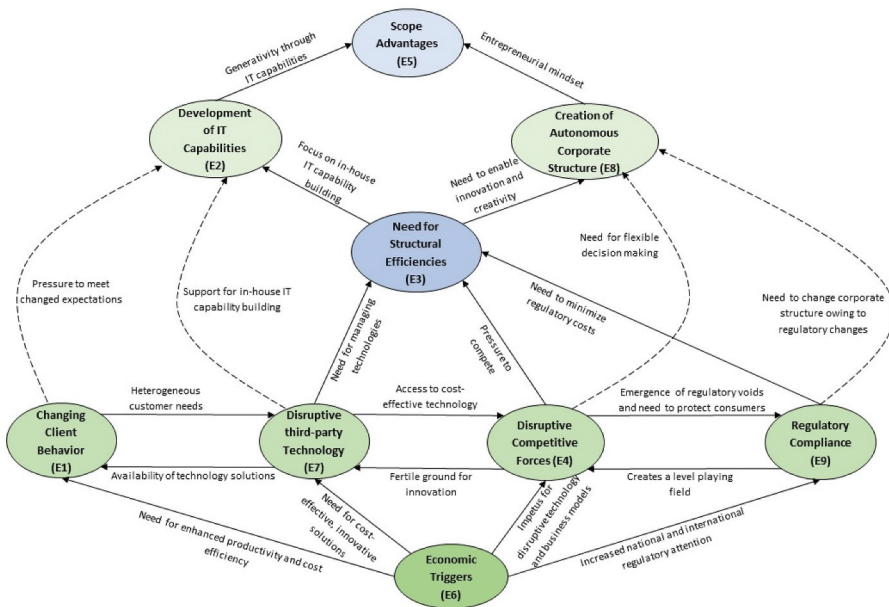 Scope
Advantages
(E5)
Generativity through
IT capabilities
Entrepreneurial mindset
Development
of IT
Capabilities
(E2)
Creation of
Autonomous
Corporate
Structure (E8)
Focus on in-house
IT capability
building
Need to enable
innovation and
creativity
Need for
Structural
Efficiencies
(E3)
Need for flexible
decision making
Pressure to meet
changed expectations
Support for in-house IT
capability building
Need to minimize
regulatory costs
Need to change corporate
structure owing to
regulatory changes
Need for managing
technologies
Pressure to
compete
Heterogeneous
customer needs
Access to cost-
effective technology
Emergence of regulatory voids
and need to protect consumers
Changing
Client
Behavior
(E1)
Disruptive
third-party
Technology
(E7)
Disruptive
Competitive
Forces (E4)
Regulatory
Compliance
(E9)
Availability of technology solutions
Fertile ground for
innovation
Creates a level playing
field
Need for enhanced productivity and cost
efficiency
Need for cost-
effective, innovative
solutions
Impetus for
disruptive technology
and business models
Increased national and international
regulatory attention
Economic
Triggers
(E6)